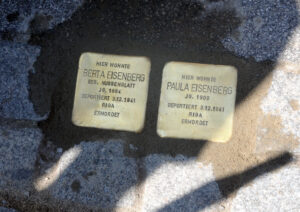 HIER WOHNTE
BERTA EISENBERG
JG. 1884
DEPORTIERT 3.12.1941
RIGA
ERMORDET
HIER WOHNTE
PAULA EISENBERG
JG. 1909
DEPORTIERT 3.12.1941
RIGA
ERMORDET